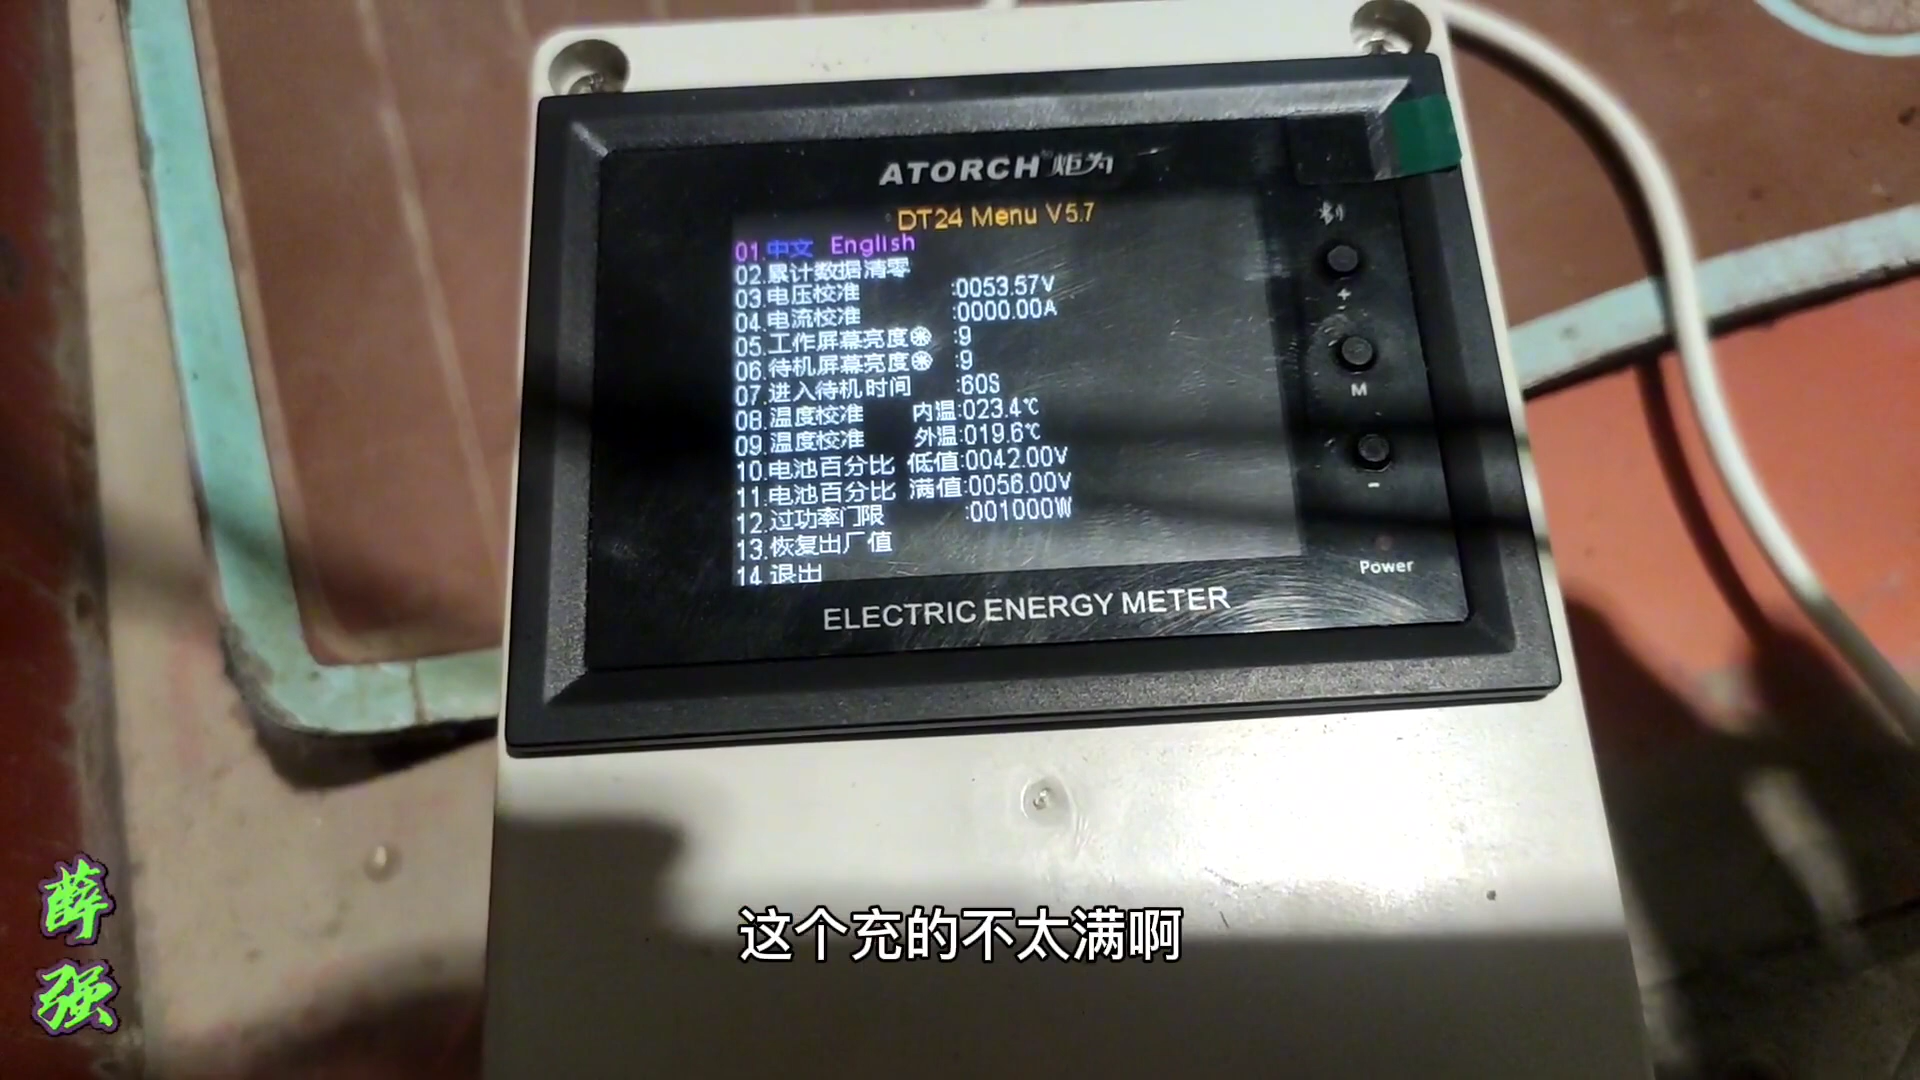 ATORCH 炬为
DT24 Menu V5.7
01.中文 English
02.累计数据清零
03.电压校准 :0053.57V
04.电流校准 :0000.00A
05.工作屏幕亮度 :9
06.待机屏幕亮度 :9
07.进入待机时间 :60S
08.温度校准 内温:023.4℃
09.温度校准 外温:019.6℃
10.电池百分比 低值:0042.00V
11.电池百分比 满值:0056.00V
12.过功率门限 :001000W
13.恢复出厂值
14.退出
+
M
-
Power
ELECTRIC ENERGY METER
薛强
这个充的不太满啊